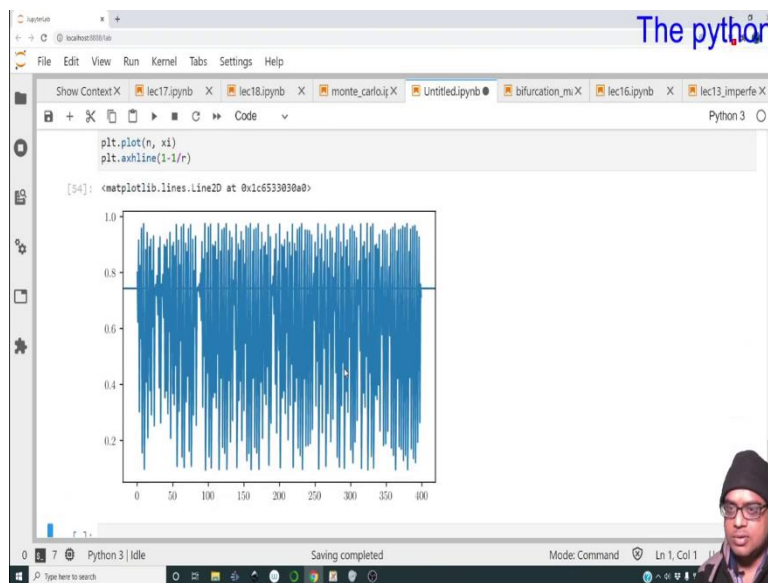 JupyterLab
The python
localhost:8888/lab
File Edit View Run Kernel Tabs Settings Help
Show Context lec17.ipynb lec18.ipynb monte_carlo.ip Untitled.ipynb bifurcation_m lec16.ipynb lec13_imperfe
Code Python 3
plt.plot(n, xi)
plt.axhline(1-1/r)
[54]: <matplotlib.lines.Line2D at 0x1c6533030a0>
1.0
0.8
0.6
0.4
0.2
0 50 100 150 200 250 300 350 400
[ ]:
0 7 Python 3 | Idle Saving completed Mode: Command Ln 1, Col 1
Type here to search